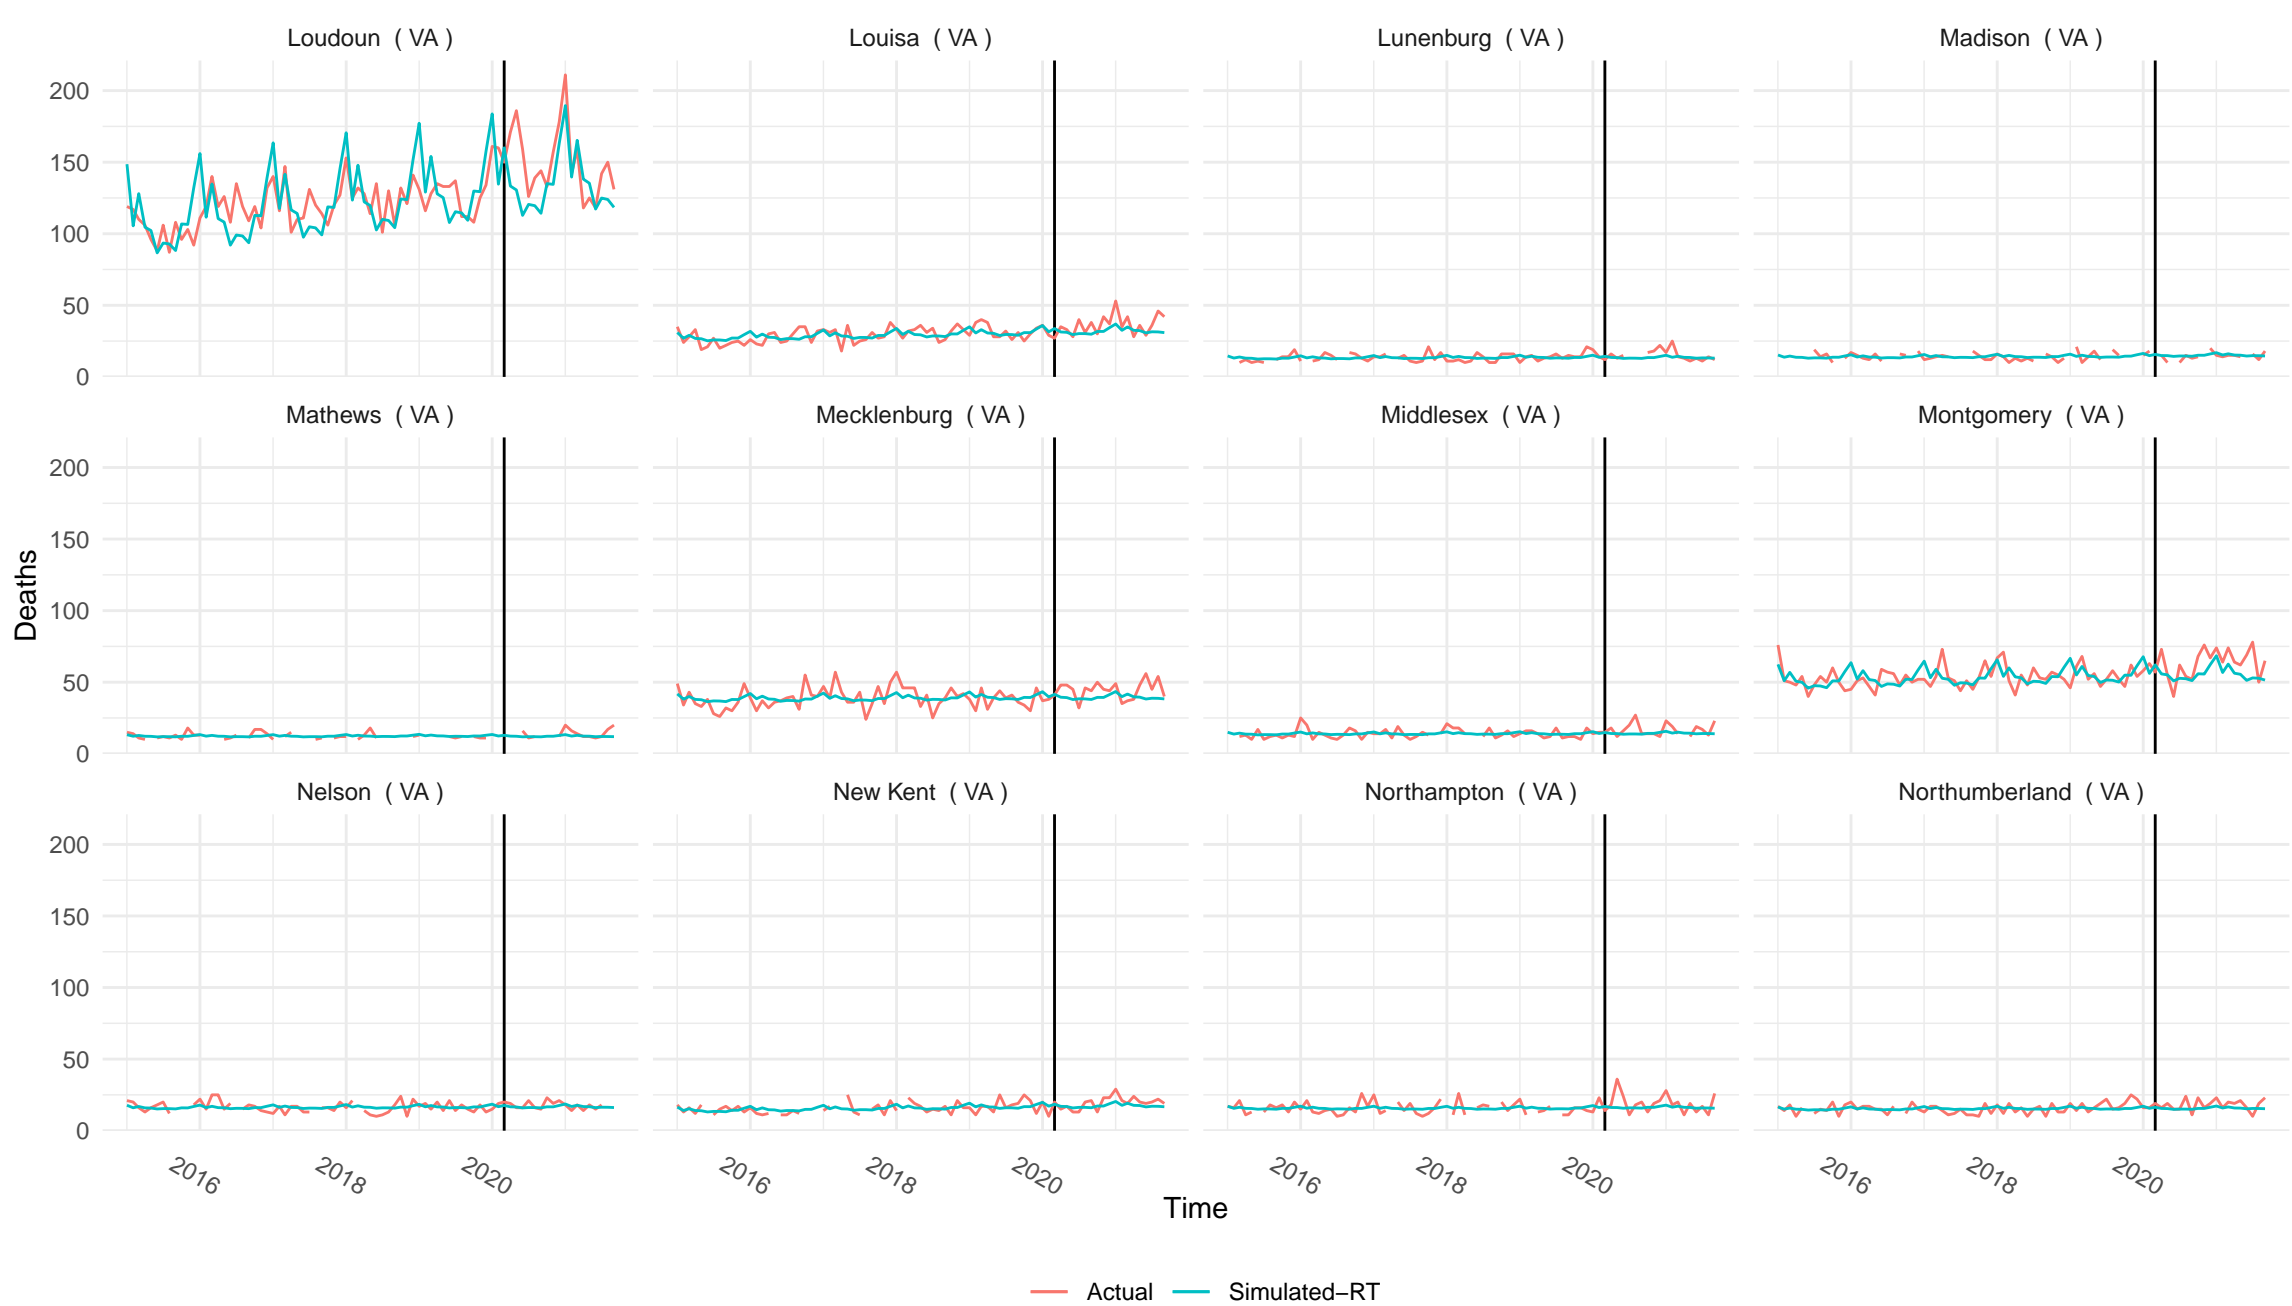 Loudoun ( VA ) Louisa ( VA ) Lunenburg ( VA ) Madison ( VA )
200
150
100
50
0
Mathews ( VA ) Mecklenburg ( VA ) Middlesex ( VA ) Montgomery ( VA )
200
150
100
50
0
Deaths
Nelson ( VA ) New Kent ( VA ) Northampton ( VA ) Northumberland ( VA )
200
150
100
50
0
2016 2018 2020 2016 2018 2020 2016 2018 2020 2016 2018 2020
Time
Actual Simulated−RT